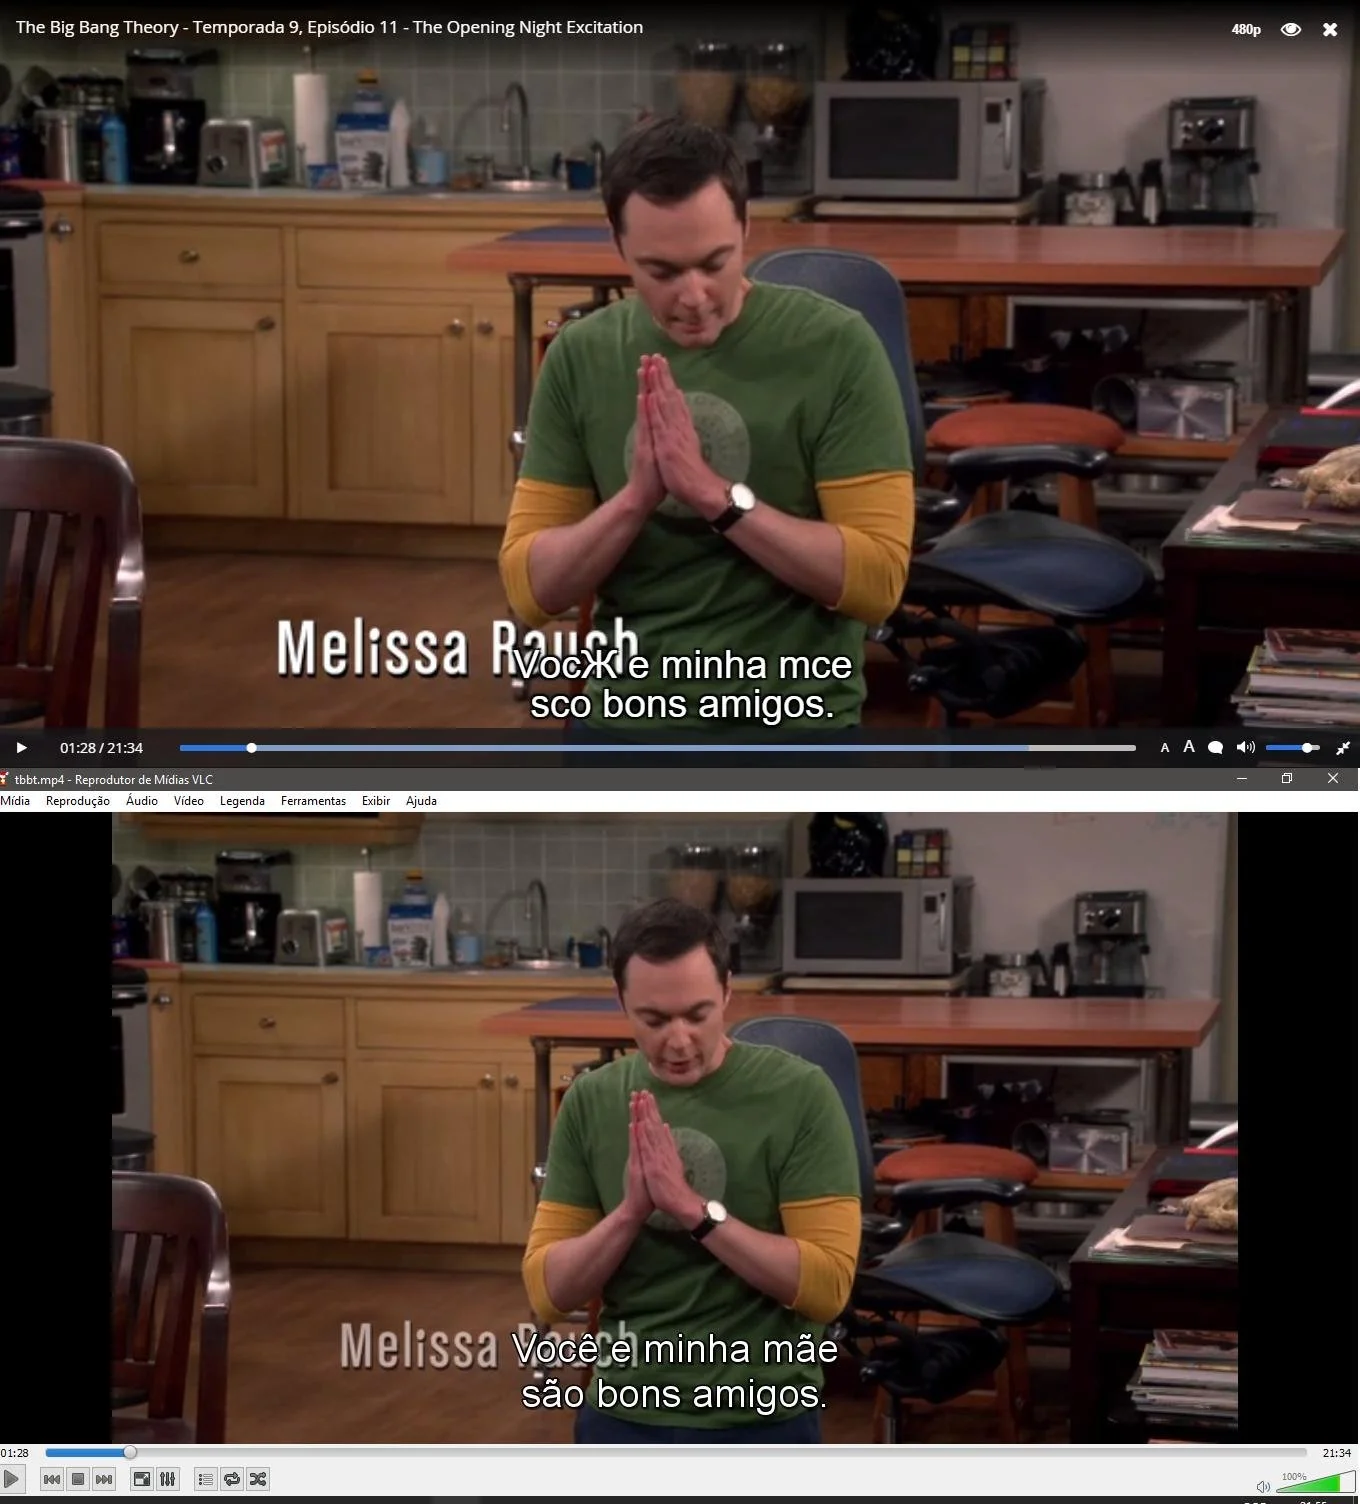 The Big Bang Theory - Temporada 9, Episódio 11 - The Opening Night Excitation
480p
Melissa Rauch
VocЖ e minha mce
sco bons amigos.
01:28 / 21:34
A A
tbbt.mp4 - Reprodutor de Mídias VLC
Mídia Reprodução Áudio Vídeo Legenda Ferramentas Exibir Ajuda
Melissa Rauch
Você e minha mãe
são bons amigos.
01:28
21:34
100%